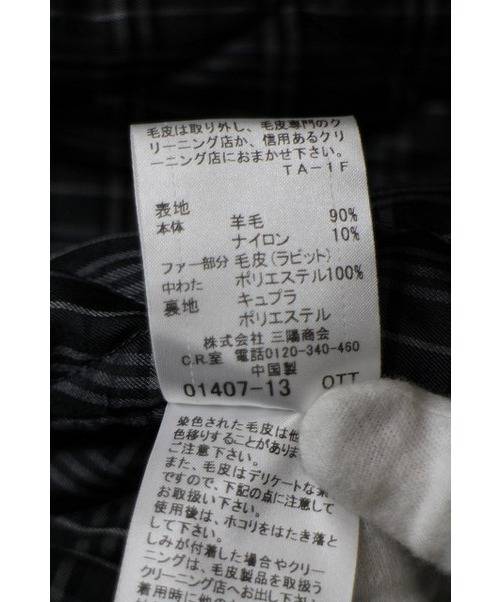 毛皮は取り外し、毛皮専門のク
リーニング店か、信用あるクリ
ーニング店におまかせ下さい。
TA-1F
表地
本体 羊毛 90%
ナイロン 10%
ファー部分 毛皮(ラビット)
中わた ポリエステル100%
裏地 キュプラ
ポリエステル
株式会社 三陽商会
C.R.室 電話0120-340-460
中国製
01407-13 OTT
染色された毛皮は他
色移りすることがありま
ご注意下さい。
また、毛皮はデリケートな素
ですので、下記の点に注意して
お取扱い下さい。
使用後は、ホコリをはたき落と
して下さい。
しみが付着した場合やクリー
ニングは、毛皮製品を取扱う
クリーニング店へお出し下さい
着用時に他の